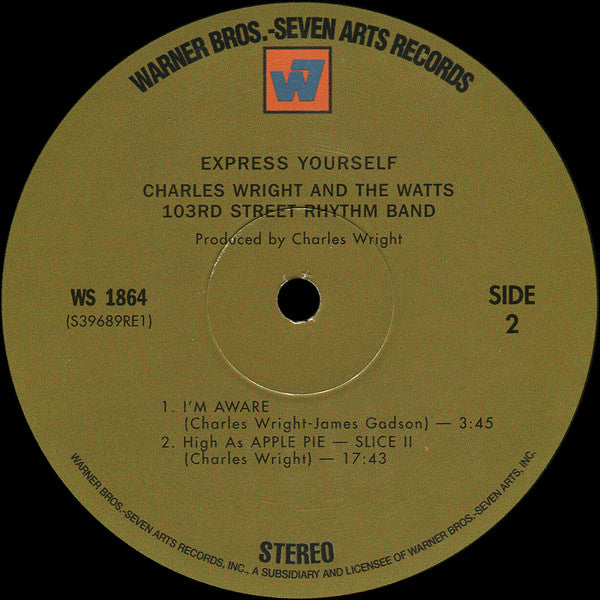 WARNER BROS.-SEVEN ARTS RECORDS
W7
EXPRESS YOURSELF
CHARLES WRIGHT AND THE WATTS
103RD STREET RHYTHM BAND
Produced by Charles Wright
WS 1864
(S39689RE1)
SIDE
2
1. I'M AWARE
(Charles Wright-James Gadson) — 3:45
2. High As APPLE PIE — SLICE II
(Charles Wright) — 17:43
STEREO
WARNER BROS.-SEVEN ARTS RECORDS, INC., A SUBSIDIARY AND LICENSEE OF WARNER BROS.-SEVEN ARTS, INC.